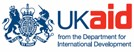 UKaid
from the Department for
International Development